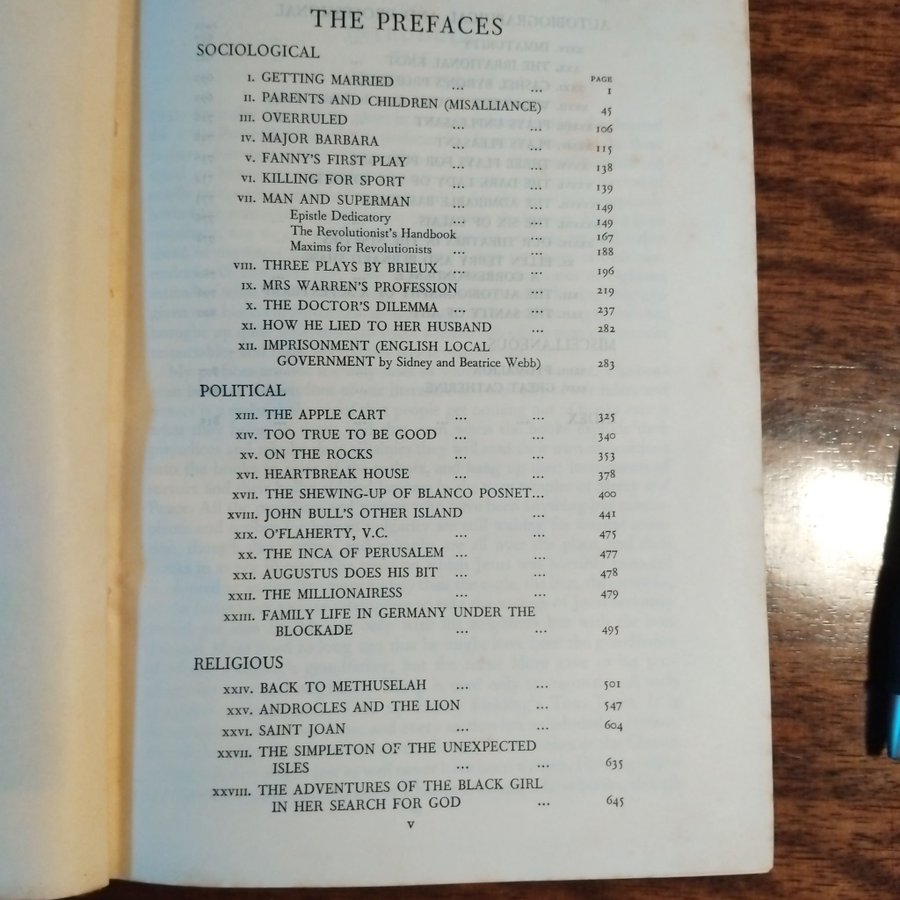 THE PREFACES
SOCIOLOGICAL
PAGE
I. GETTING MARRIED ... ... 1
II. PARENTS AND CHILDREN (MISALLIANCE) 45
III. OVERRULED ... ... 106
IV. MAJOR BARBARA ... ... 115
V. FANNY'S FIRST PLAY ... ... 138
VI. KILLING FOR SPORT ... ... 139
VII. MAN AND SUPERMAN ... ... 149
Epistle Dedicatory ... ... 149
The Revolutionist's Handbook ... 167
Maxims for Revolutionists ... ... 188
VIII. THREE PLAYS BY BRIEUX ... ... 196
IX. MRS WARREN'S PROFESSION ... 219
X. THE DOCTOR'S DILEMMA ... ... 237
XI. HOW HE LIED TO HER HUSBAND ... 282
XII. IMPRISONMENT (ENGLISH LOCAL
GOVERNMENT by Sidney and Beatrice Webb) 283
POLITICAL
XIII. THE APPLE CART ... ... 325
XIV. TOO TRUE TO BE GOOD ... ... 340
XV. ON THE ROCKS ... ... 353
XVI. HEARTBREAK HOUSE ... ... 378
XVII. THE SHEWING-UP OF BLANCO POSNET... 400
XVIII. JOHN BULL'S OTHER ISLAND ... 441
XIX. O'FLAHERTY, V.C. ... ... 475
XX. THE INCA OF PERUSALEM ... ... 477
XXI. AUGUSTUS DOES HIS BIT ... ... 478
XXII. THE MILLIONAIRESS ... ... 479
XXIII. FAMILY LIFE IN GERMANY UNDER THE
BLOCKADE ... ... 495
RELIGIOUS
XXIV. BACK TO METHUSELAH ... ... 501
XXV. ANDROCLES AND THE LION ... 547
XXVI. SAINT JOAN ... ... 604
XXVII. THE SIMPLETON OF THE UNEXPECTED
ISLES ... ... 635
XXVIII. THE ADVENTURES OF THE BLACK GIRL
IN HER SEARCH FOR GOD ... 645
v